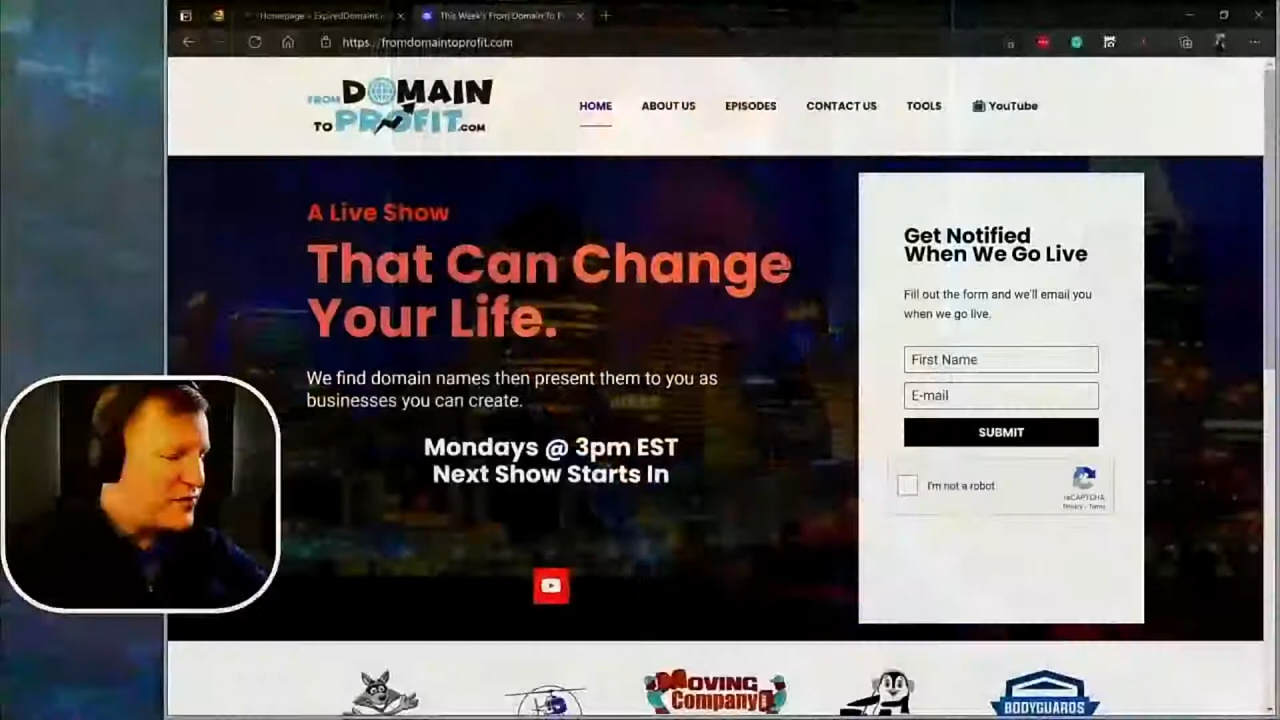 Homepage - ExpiredDomains.
This Week's From Domain To P
https://fromdomaintoprofit.com
FROM DOMAIN
TO PROFIT.COM
HOME ABOUT US EPISODES CONTACT US TOOLS YouTube
A Live Show
That Can Change
Your Life.
We find domain names then present them to you as
businesses you can create.
Mondays @ 3pm EST
Next Show Starts In
Get Notified
When We Go Live
Fill out the form and we'll email you
when we go live.
First Name
E-mail
SUBMIT
I'm not a robot
reCAPTCHA
Privacy - Terms
MOVING
Company
BODYGUARDS